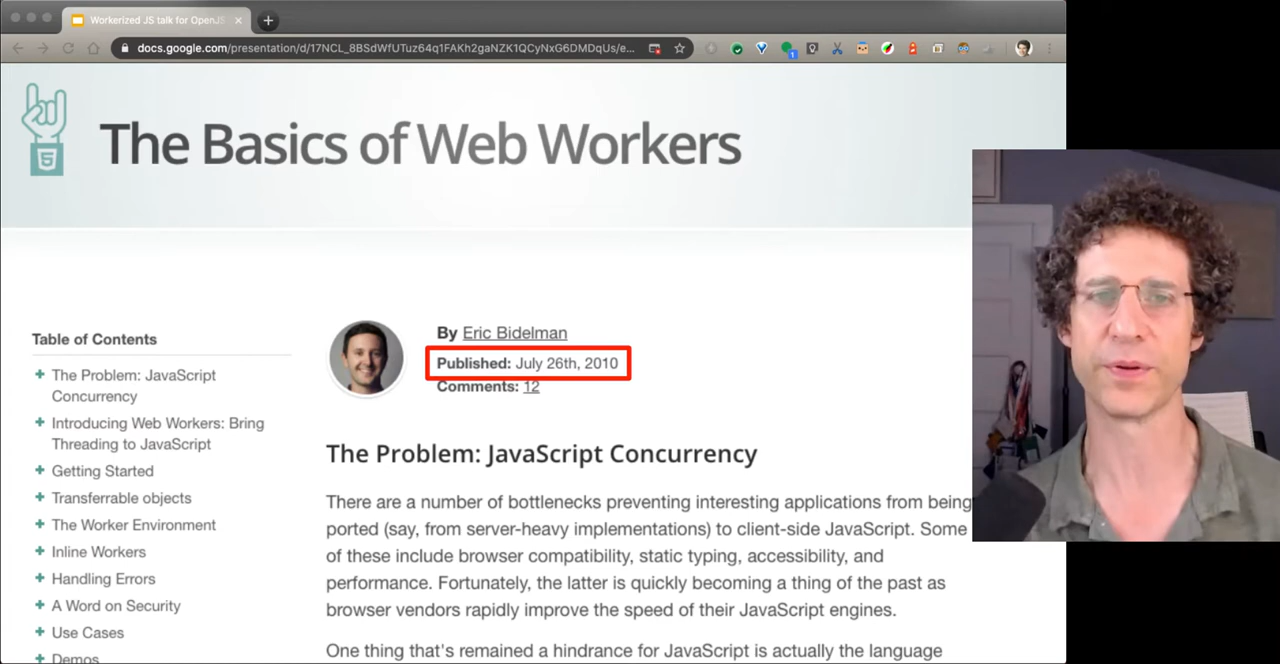 Workerized JS talk for OpenJS
docs.google.com/presentation/d/17NCL_8BSdWfUTuz64q1FAKh2gaNZK1QCyNxG6DMDqUs/e...
1
5
The Basics of Web Workers
Table of Contents
The Problem: JavaScript
Concurrency
Introducing Web Workers: Bring
Threading to JavaScript
Getting Started
Transferrable objects
The Worker Environment
Inline Workers
Handling Errors
A Word on Security
Use Cases
Demos
By Eric Bidelman
Published: July 26th, 2010
Comments: 12
The Problem: JavaScript Concurrency
There are a number of bottlenecks preventing interesting applications from being
ported (say, from server-heavy implementations) to client-side JavaScript. Some
of these include browser compatibility, static typing, accessibility, and
performance. Fortunately, the latter is quickly becoming a thing of the past as
browser vendors rapidly improve the speed of their JavaScript engines.
One thing that's remained a hindrance for JavaScript is actually the language